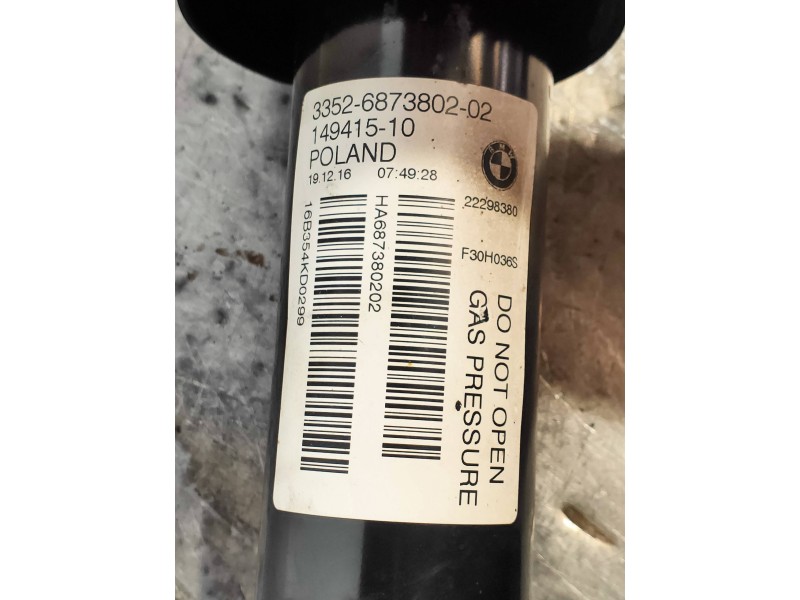 3352-6873802-02
149415-10
POLAND
19.12.16 07:49:28
BMW
22298380
F30H036S
HA687380202
16B354KD0299
DO NOT OPEN
GAS PRESSURE